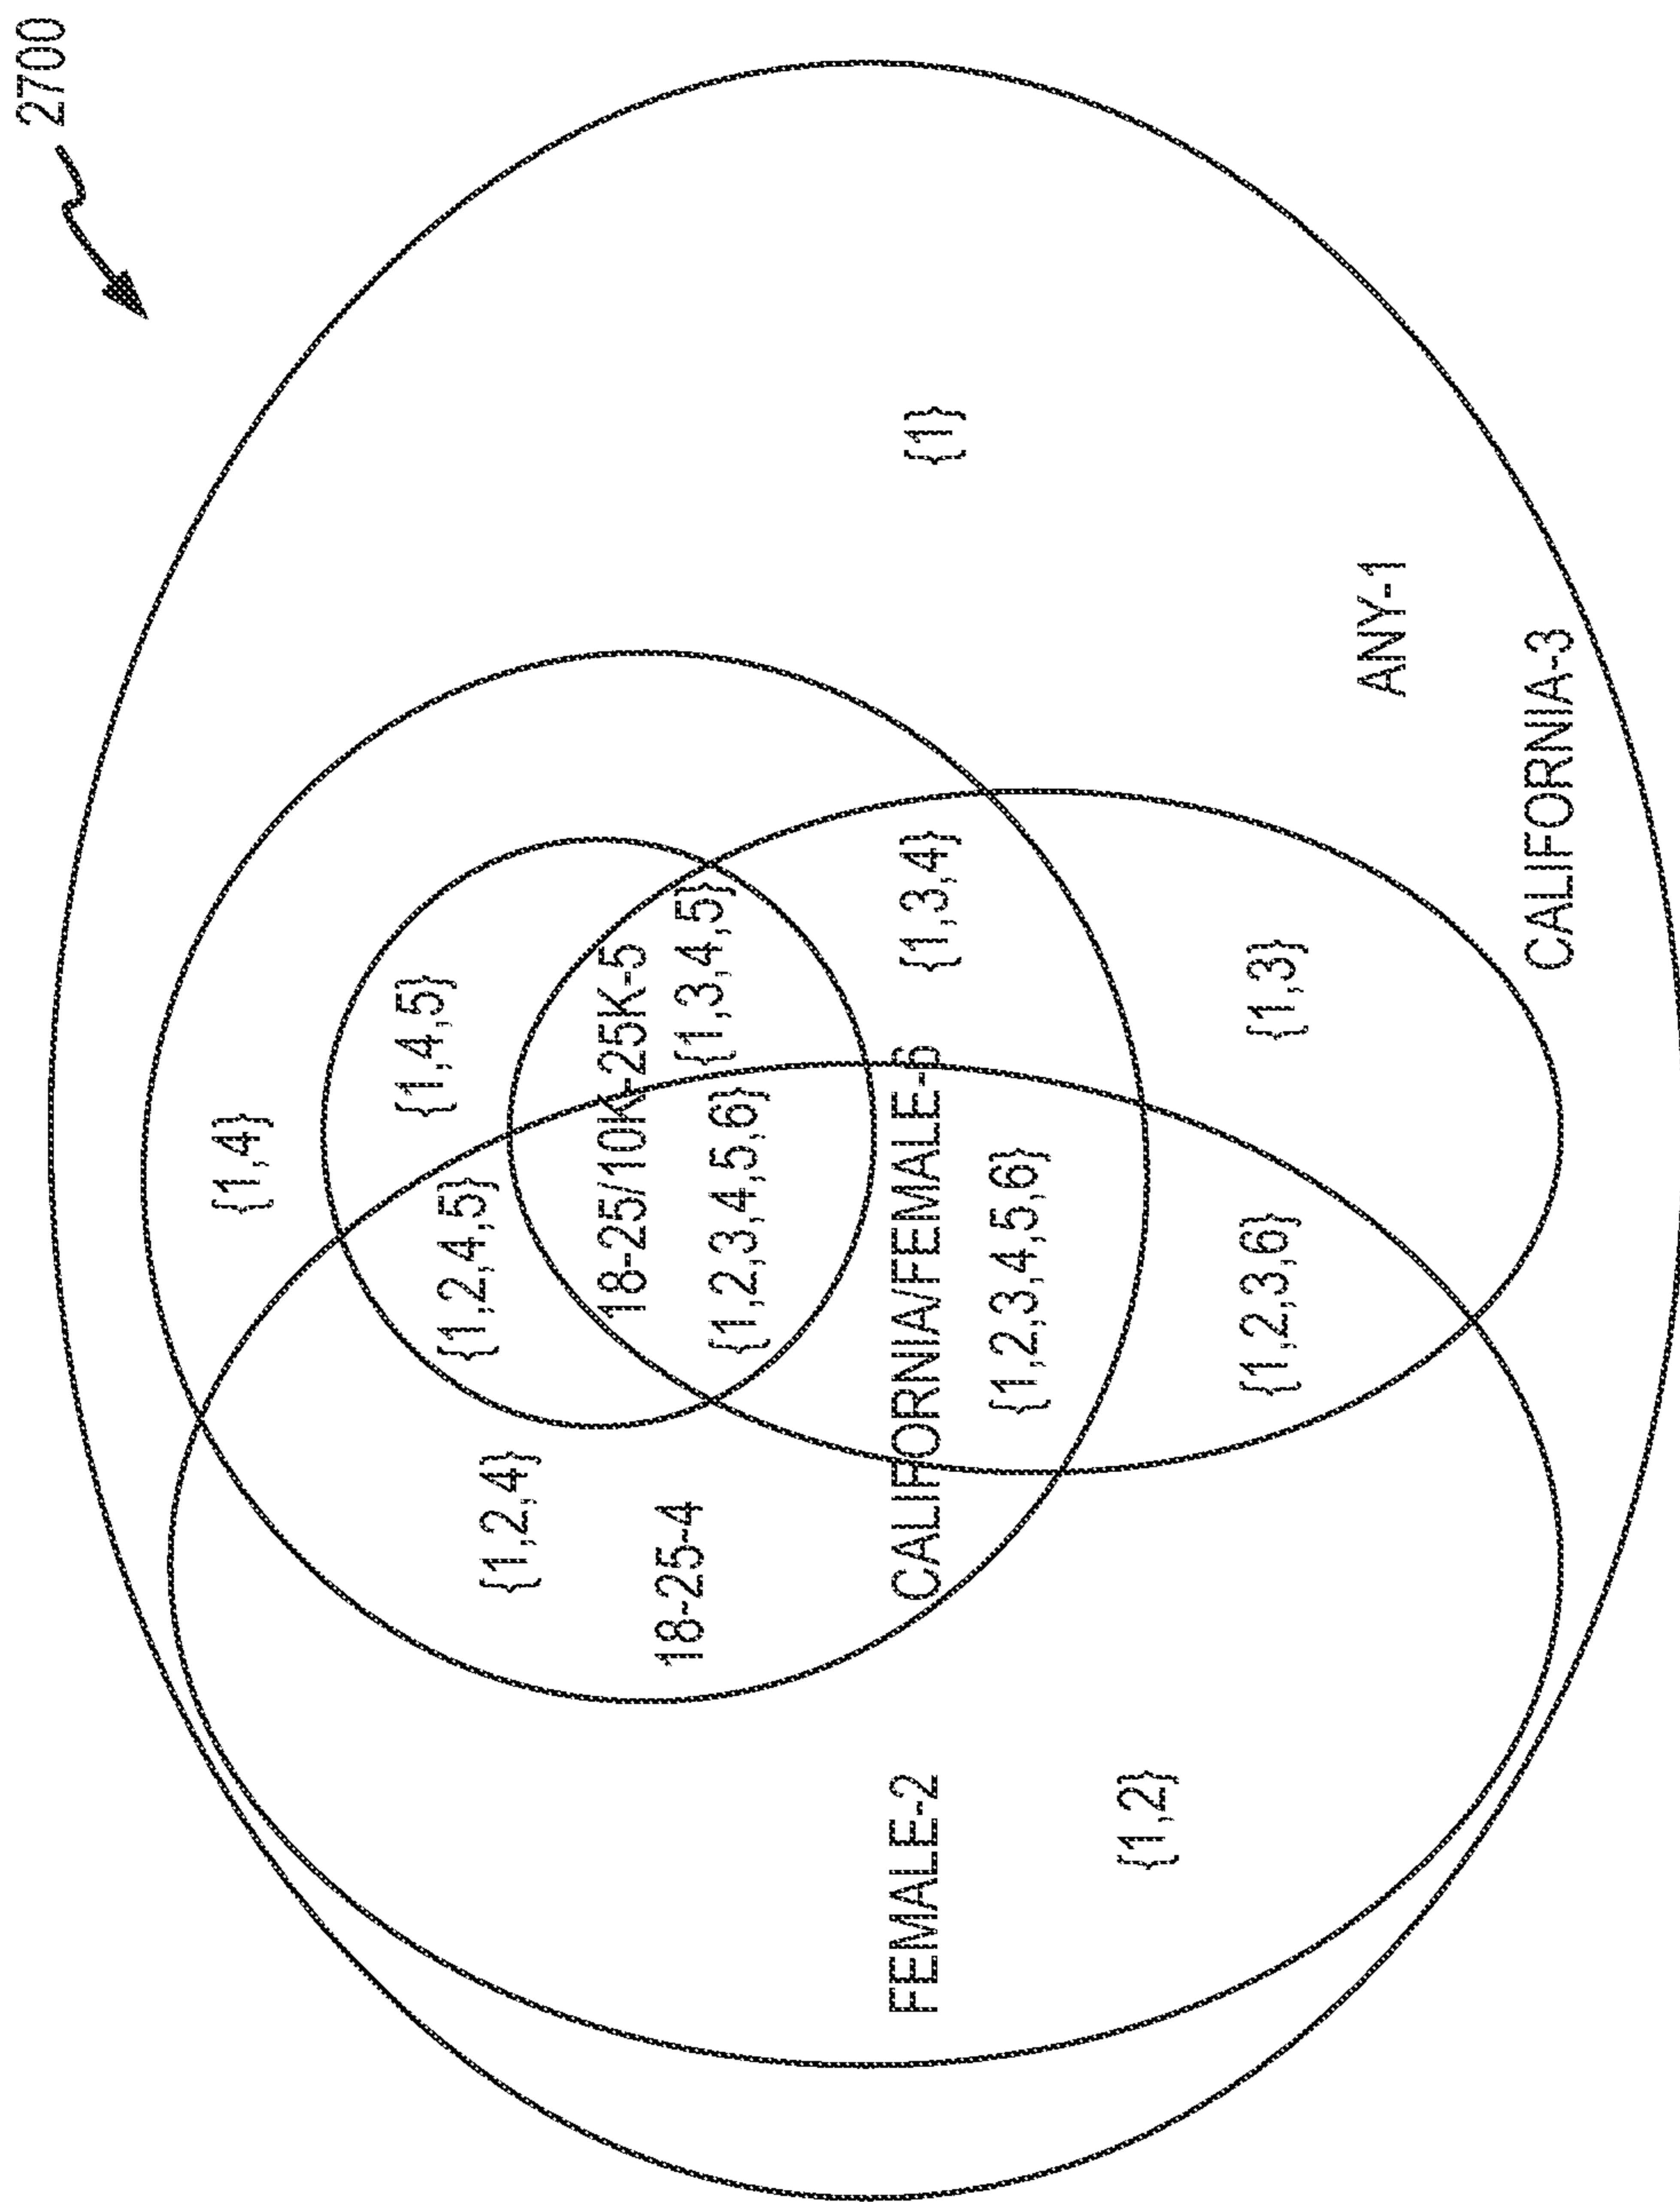 2700
{1,4}
{1,4,5}
{1,2,4,5}
{1,2,4}
18-25/10K-25K-5
18-25-4
{1,3,4,5}
{1,2,3,4,5,6}
FEMALE-2
CALIFORNIA/FEMALE-6
{1,3,4}
{1}
{1,2,3,4,5,6}
{1,2}
{1,2,3,6}
{1,3}
ANY-1
CALIFORNIA-3